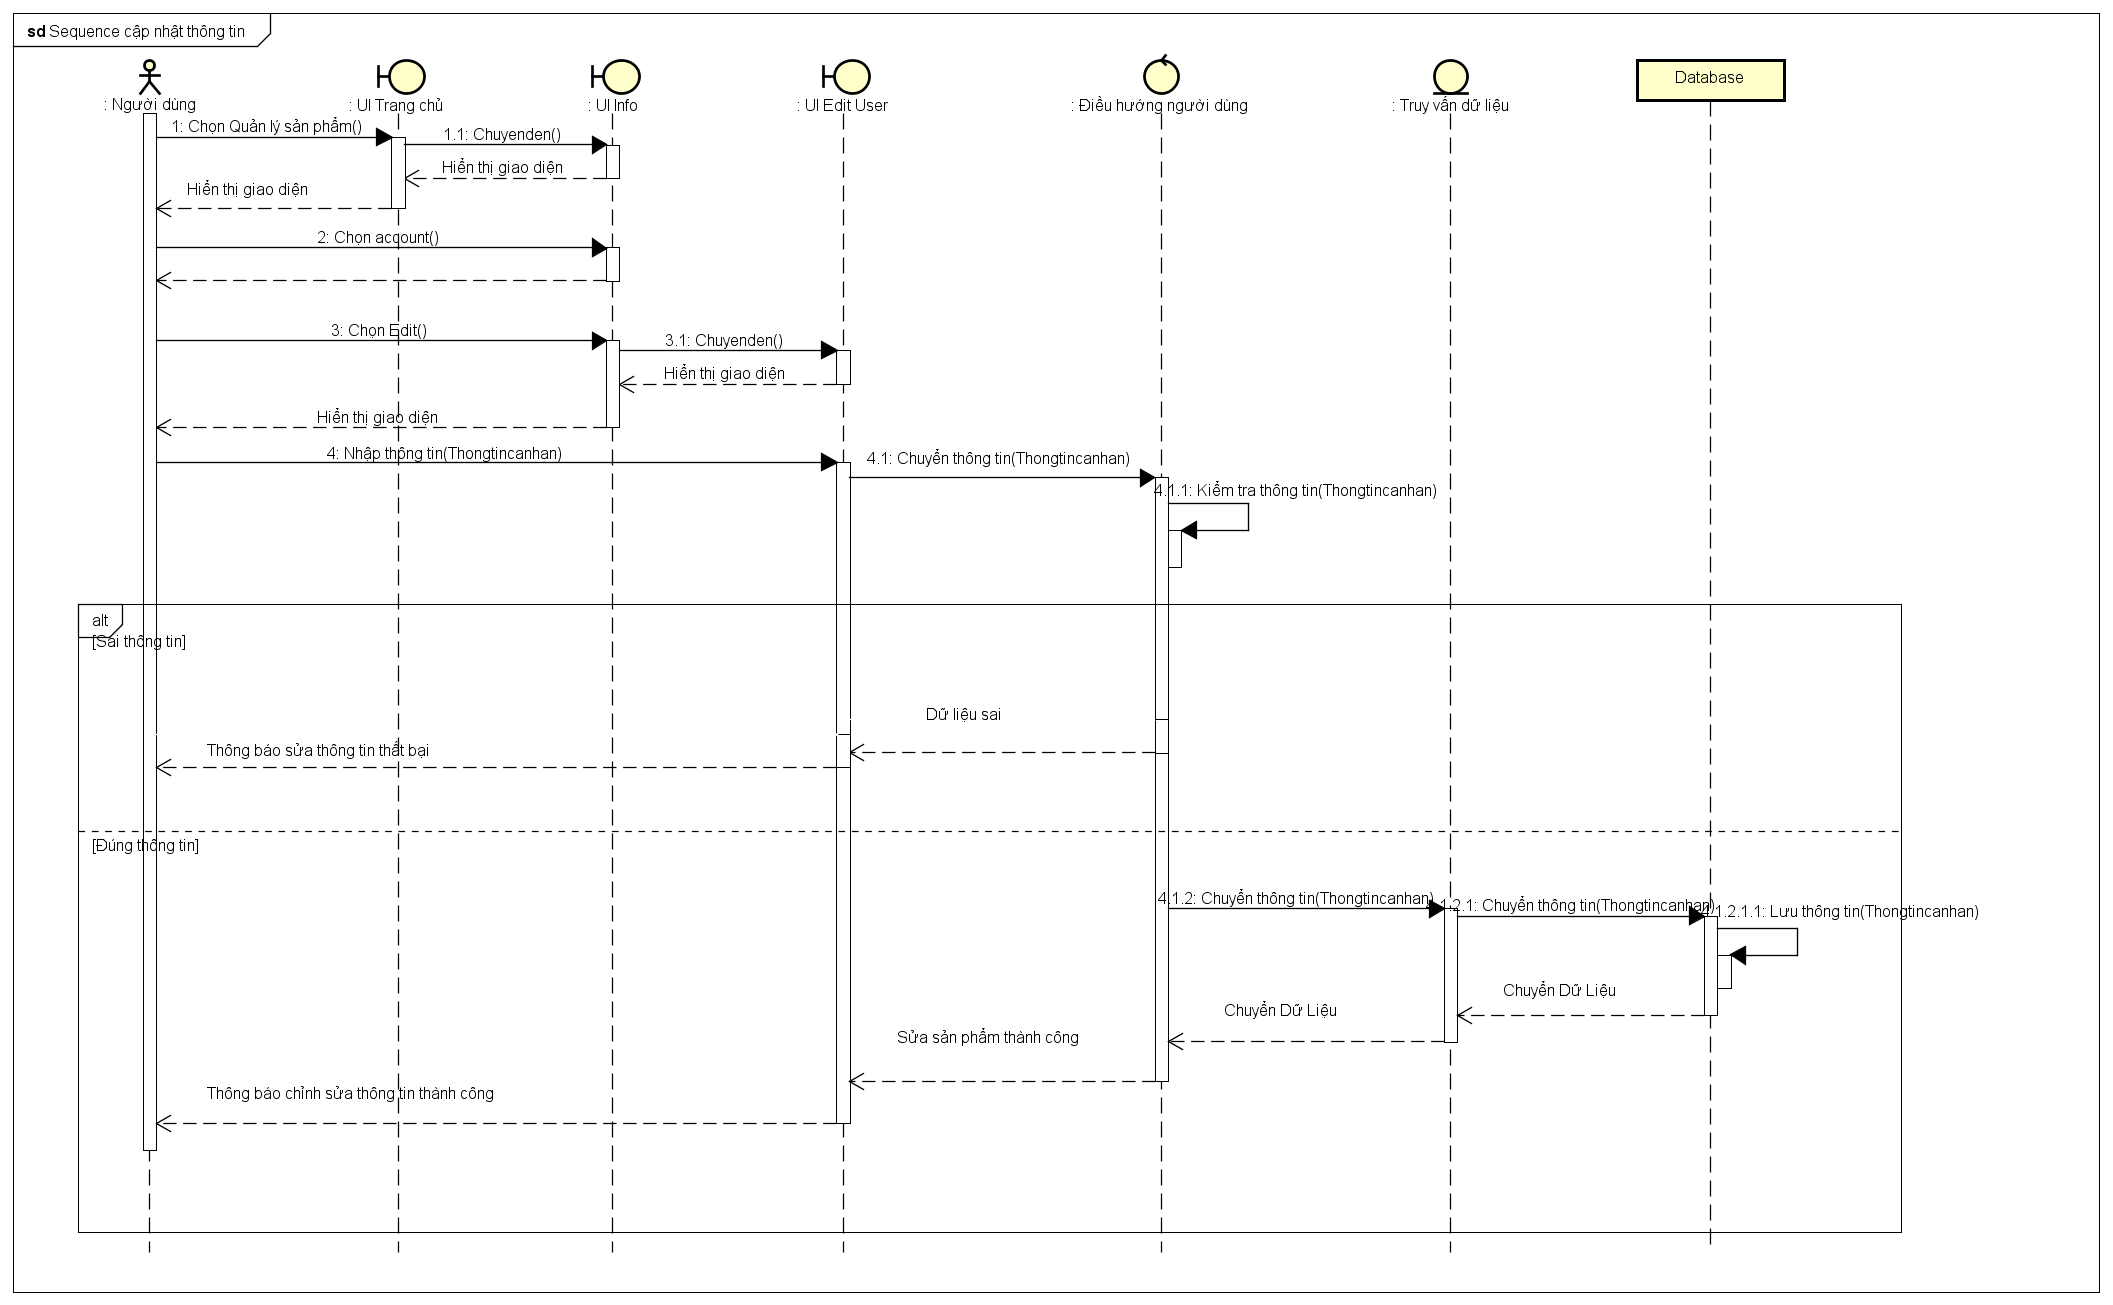 sd Sequence cập nhật thông tin
: Người dùng
: UI Trang chủ
: UI Info
: UI Edit User
: Điều hướng người dùng
: Truy vấn dữ liệu
Database
1: Chọn Quản lý sản phẩm()
1.1: Chuyenden()
Hiển thị giao diện
Hiển thị giao diện
2: Chọn account()
3: Chọn Edit()
3.1: Chuyenden()
Hiển thị giao diện
Hiển thị giao diện
4: Nhập thông tin(Thongtincanhan)
4.1: Chuyển thông tin(Thongtincanhan)
4.1.1: Kiểm tra thông tin(Thongtincanhan)
alt
[Sai thông tin]
Dữ liệu sai
Thông báo sửa thông tin thất bại
[Đúng thông tin]
4.1.2: Chuyển thông tin(Thongtincanhan)
4.1.2.1: Chuyển thông tin(Thongtincanhan)
4.1.2.1.1: Lưu thông tin(Thongtincanhan)
Chuyển Dữ Liệu
Chuyển Dữ Liệu
Sửa sản phẩm thành công
Thông báo chỉnh sửa thông tin thành công